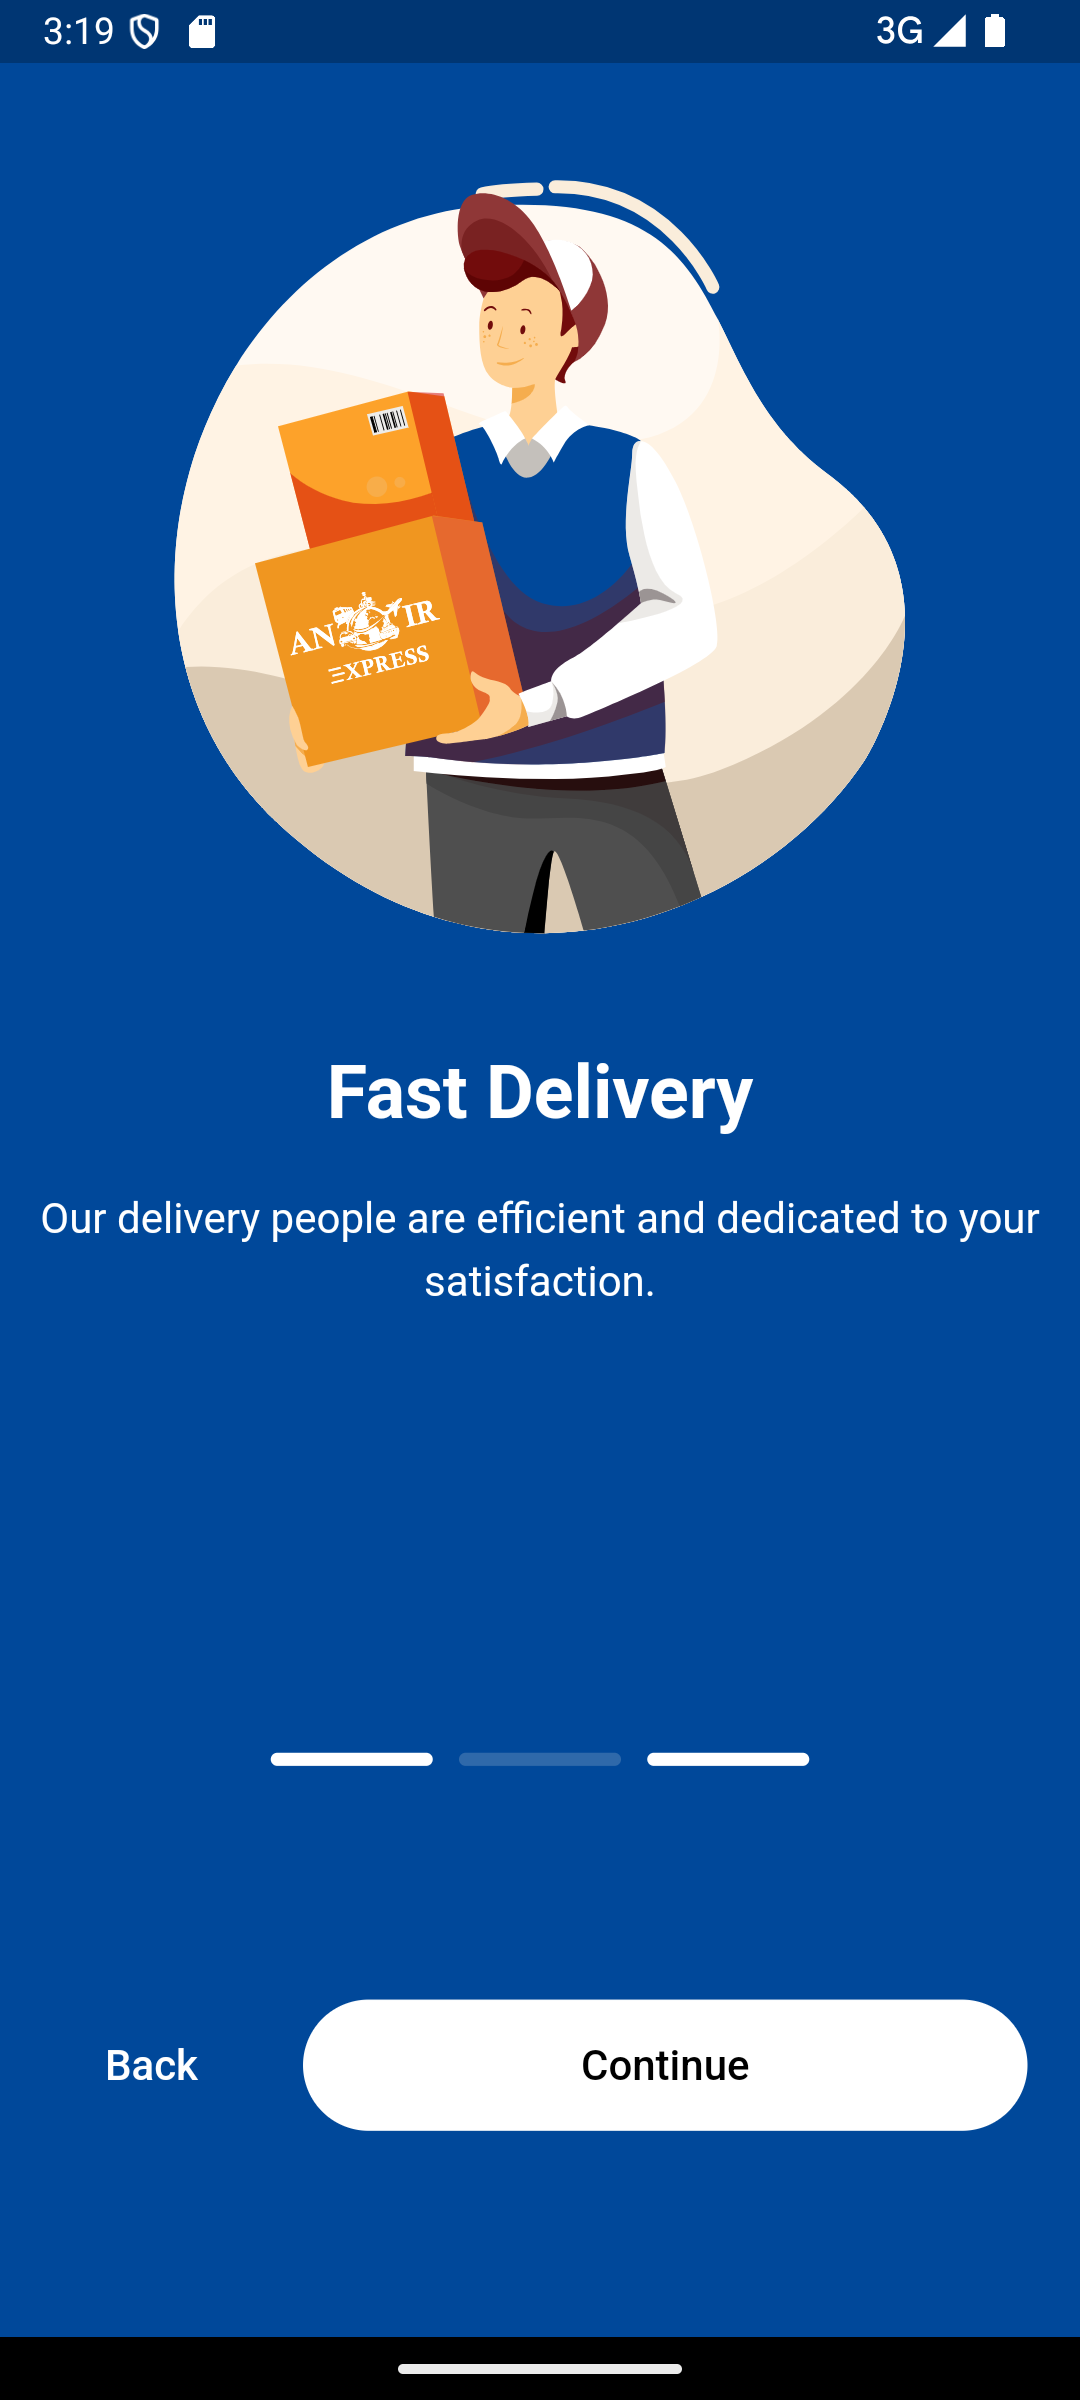 3:19
3G
AN IR
EXPRESS
Fast Delivery
Our delivery people are efficient and dedicated to your
satisfaction.
Back
Continue